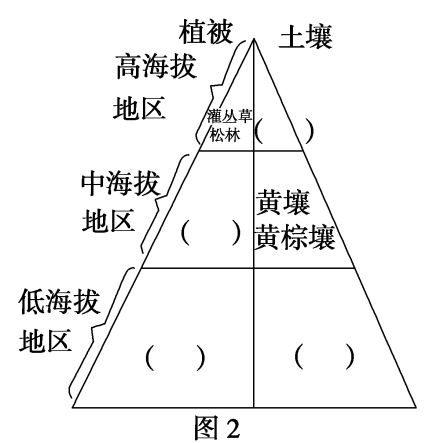 植被 土壤
高海拔
地区
灌丛草
松林 ( )
中海拔
地区
( ) 黄壤
黄棕壤
低海拔
地区
( ) ( )
图2